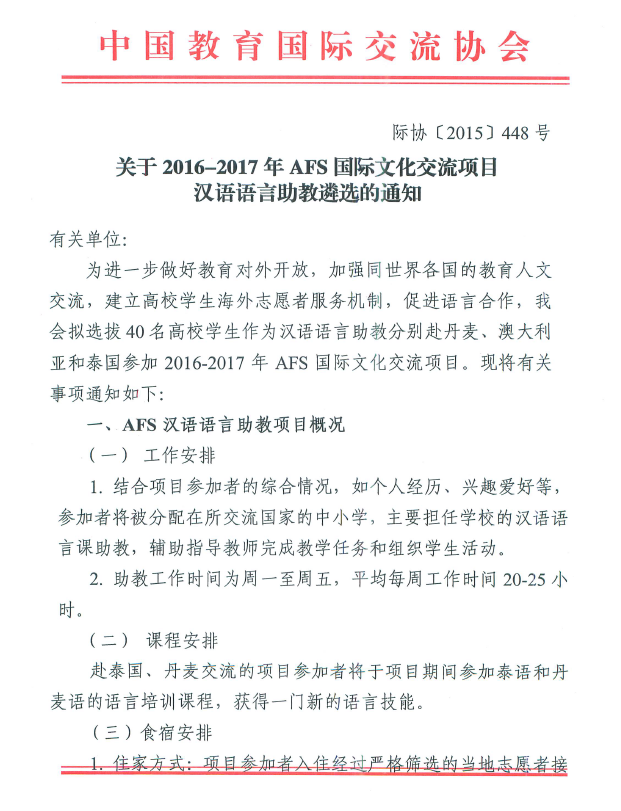 中国教育国际交流协会
际协〔2015〕448 号
关于 2016–2017 年 AFS 国际文化交流项目
汉语语言助教遴选的通知
有关单位:
为进一步做好教育对外开放，加强同世界各国的教育人文
交流，建立高校学生海外志愿者服务机制，促进语言合作，我
会拟选拔 40 名高校学生作为汉语语言助教分别赴丹麦、澳大利
亚和泰国参加 2016-2017 年 AFS 国际文化交流项目。现将有关
事项通知如下:
一、AFS 汉语语言助教项目概况
（一） 工作安排
1. 结合项目参加者的综合情况，如个人经历、兴趣爱好等，
参加者将被分配在所交流国家的中小学，主要担任学校的汉语语
言课助教，辅助指导教师完成教学任务和组织学生活动。
2. 助教工作时间为周一至周五，平均每周工作时间 20-25 小
时。
（二） 课程安排
赴泰国、丹麦交流的项目参加者将于项目期间参加泰语和丹
麦语的语言培训课程，获得一门新的语言技能。
（三）食宿安排
1. 住家方式：项目参加者入住经过严格筛选的当地志愿者接